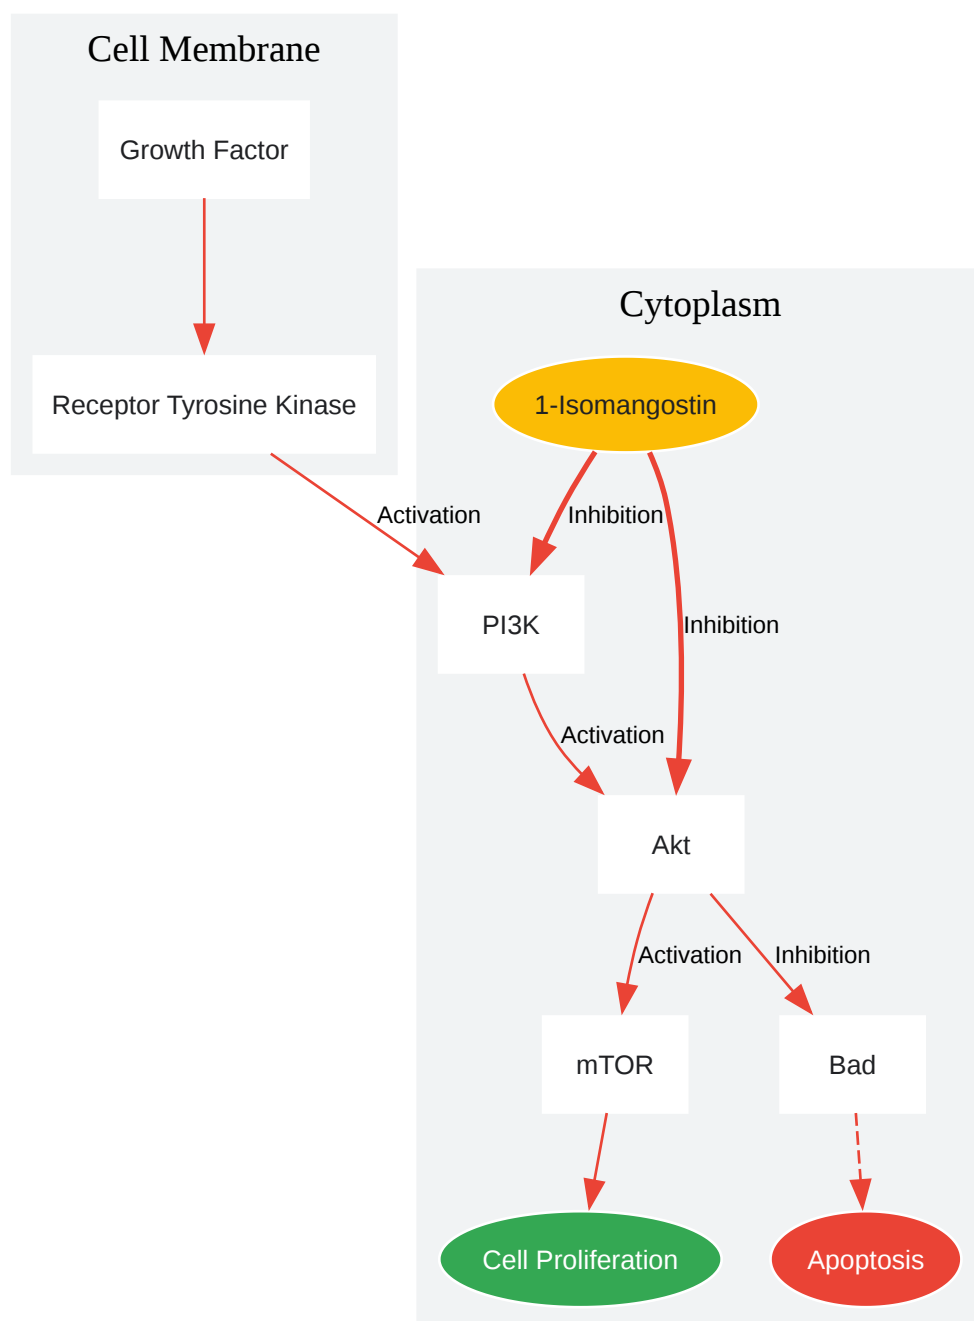 Cell Membrane
Growth Factor
Cytoplasm
Receptor Tyrosine Kinase
1-Isomangostin
Activation
Inhibition
PI3K
Inhibition
Activation
Akt
Activation
Inhibition
mTOR
Bad
Cell Proliferation
Apoptosis